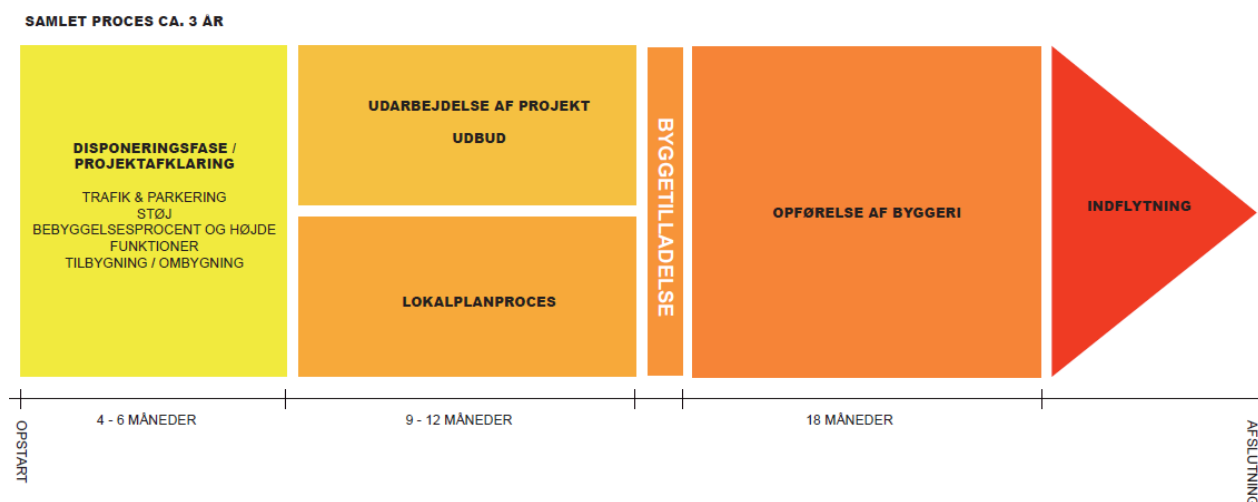 SAMLET PROCES CA. 3 ÅR
DISPONERINGSFASE /
PROJEKTAFKLARING
TRAFIK & PARKERING
STØJ
BEBYGGELSESPROCENT OG HØJDE
FUNKTIONER
TILBYGNING / OMBYGNING
UDARBEJDELSE AF PROJEKT
UDBUD
LOKALPLANPROCES
BYGGETILLADELSE
OPFØRELSE AF BYGGERI
INDFLYTNING
OPSTART
4 - 6 MÅNEDER
9 - 12 MÅNEDER
18 MÅNEDER
AFSLUTNING